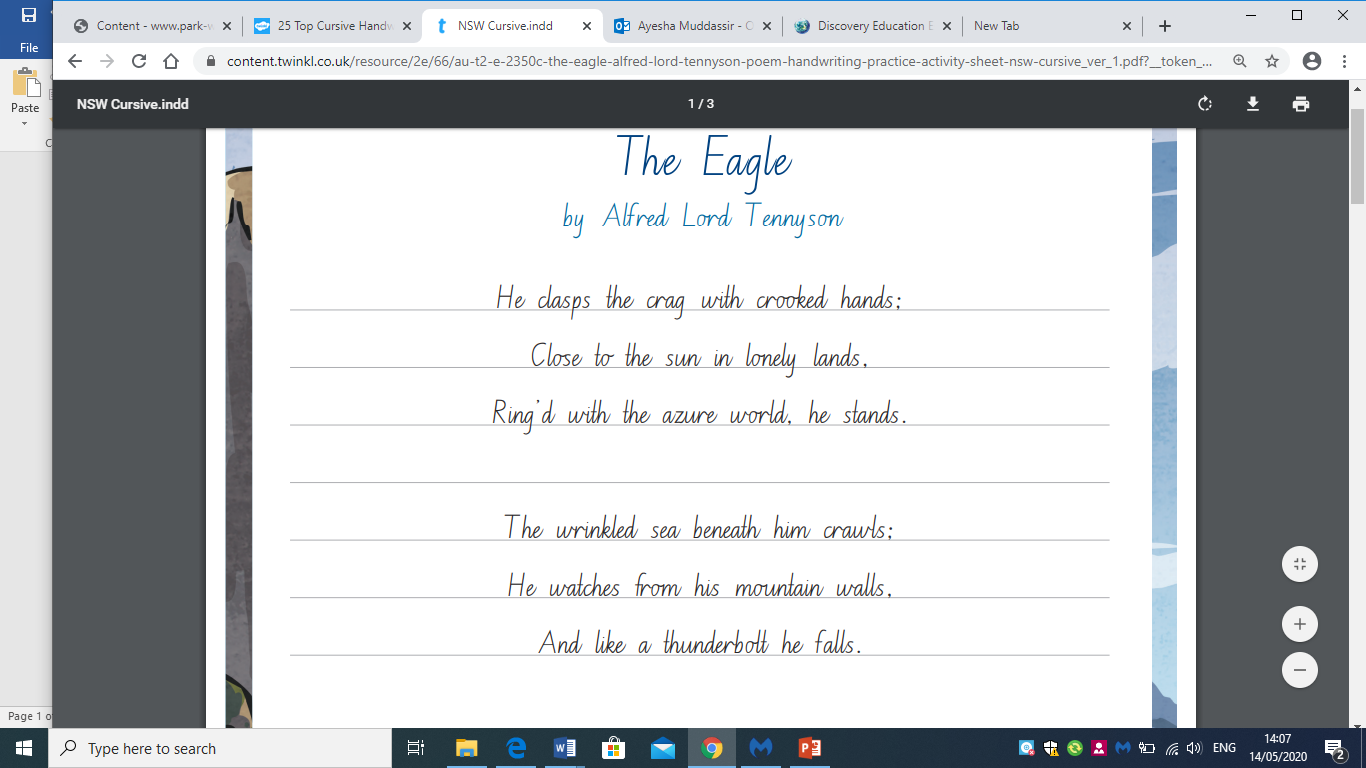 Content - www.park-w
25 Top Cursive Handw
NSW Cursive.indd
Ayesha Muddassir - O
Discovery Education E
New Tab
File
content.twinkl.co.uk/resource/2e/66/au-t2-e-2350c-the-eagle-alfred-lord-tennyson-poem-handwriting-practice-activity-sheet-nsw-cursive_ver_1.pdf?__token_...
Paste
NSW Cursive.indd
1 / 3
The Eagle
by Alfred Lord Tennyson
He clasps the crag with crooked hands;
Close to the sun in lonely lands,
Ring'd with the azure world, he stands.
The wrinkled sea beneath him crawls;
He watches from his mountain walls,
And like a thunderbolt he falls.
Page 1 o
Type here to search
ENG
14:07
14/05/2020
2